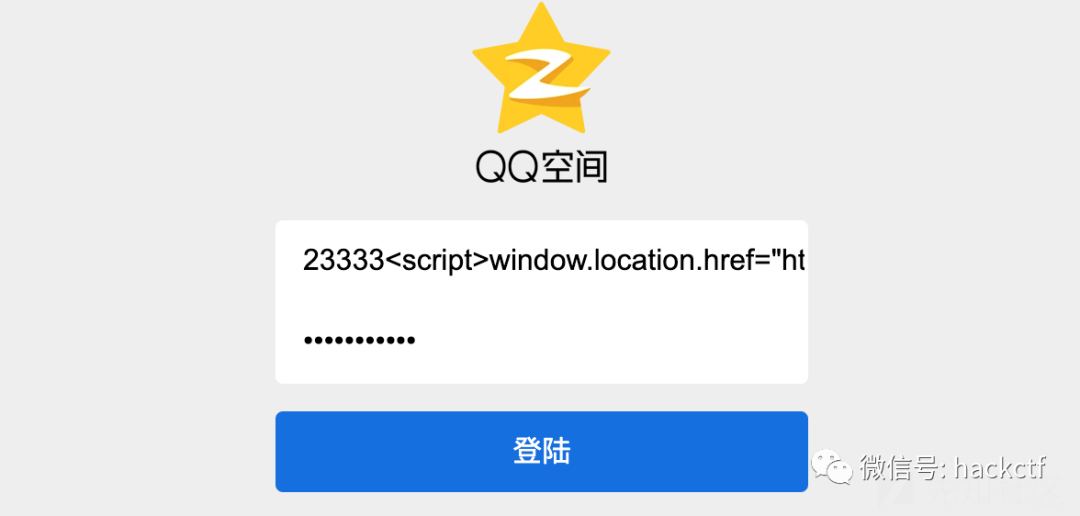 QQ空间
23333<script>window.location.href="ht
•••••••••••
登陆
微信号: hackctf